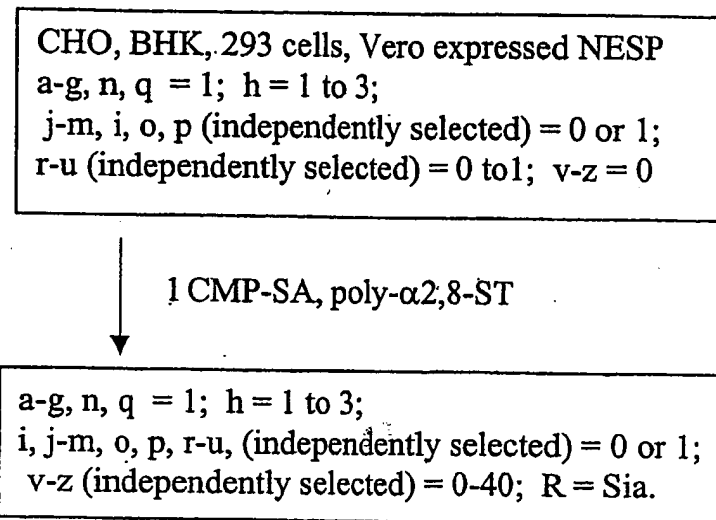 CHO, BHK, 293 cells, Vero expressed NESP
a-g, n, q = 1; h = 1 to 3;
j-m, i, o, p (independently selected) = 0 or 1;
r-u (independently selected) = 0 to1; v-z = 0
1 CMP-SA, poly-α2,8-ST
a-g, n, q = 1; h = 1 to 3;
i, j-m, o, p, r-u, (independently selected) = 0 or 1;
v-z (independently selected) = 0-40; R = Sia.